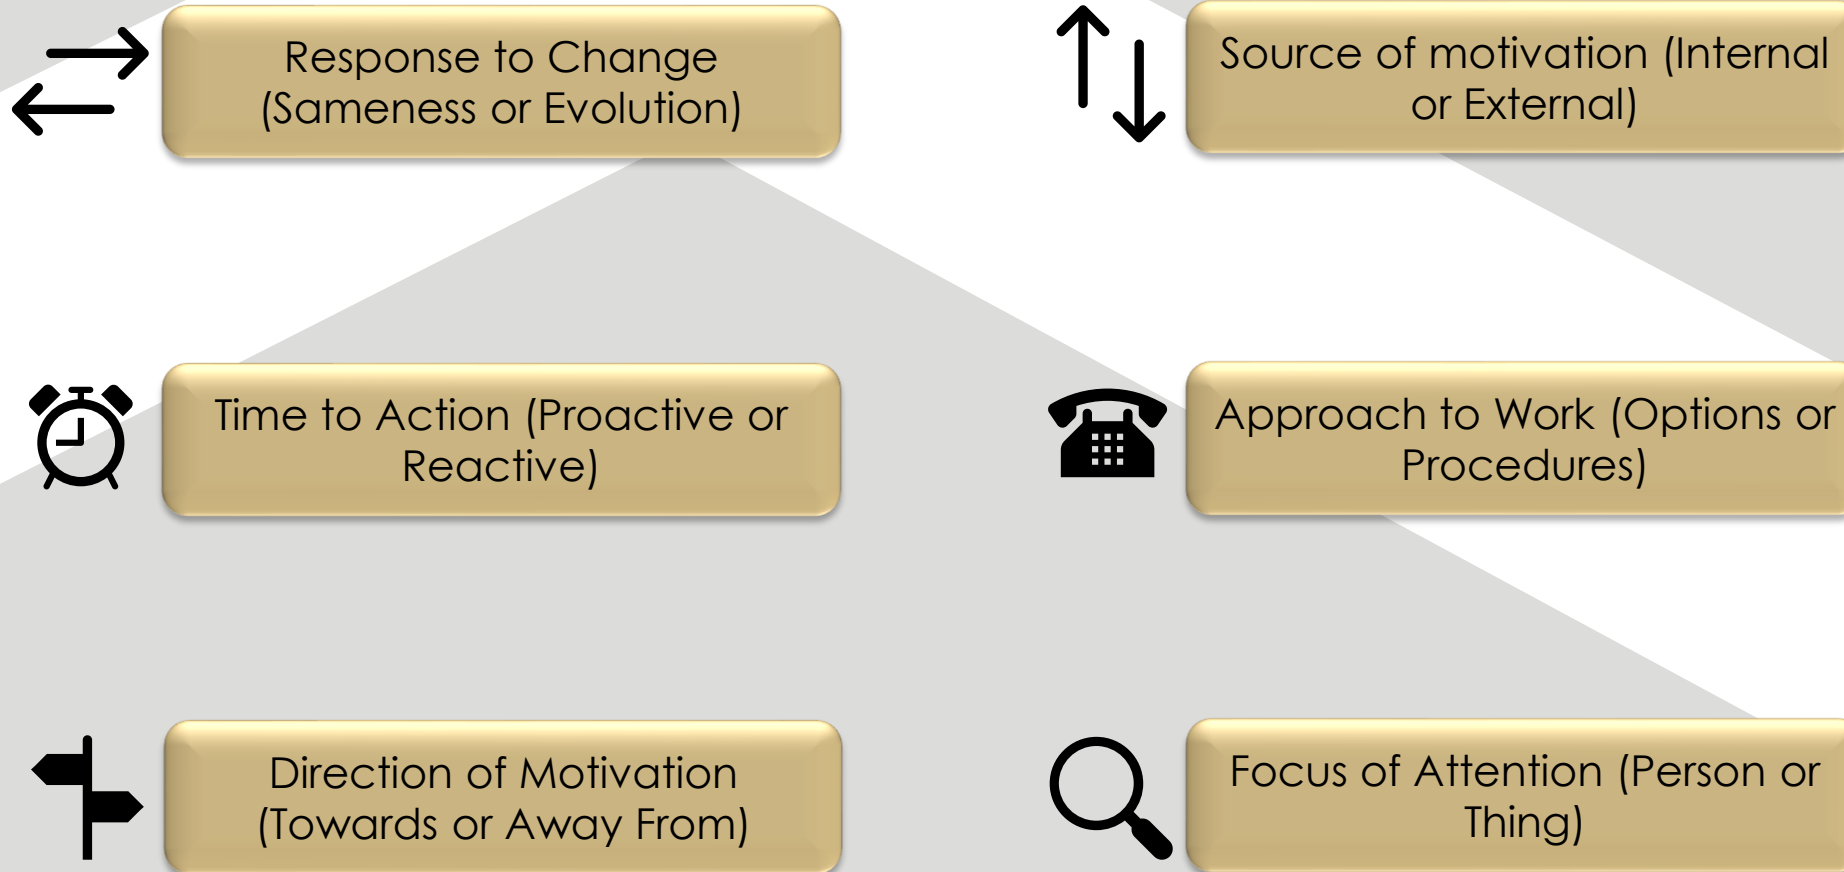 Response to Change
(Sameness or Evolution)
Source of motivation (Internal
or External)
Time to Action (Proactive or
Reactive)
Approach to Work (Options or
Procedures)
Direction of Motivation
(Towards or Away From)
Focus of Attention (Person or
Thing)